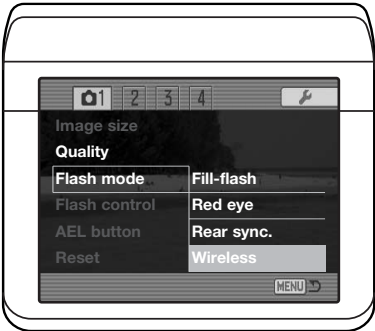 1 2 3 4
Image size
Quality
Flash mode Fill-flash
Flash control Red eye
AEL button Rear sync.
Reset Wireless
MENU